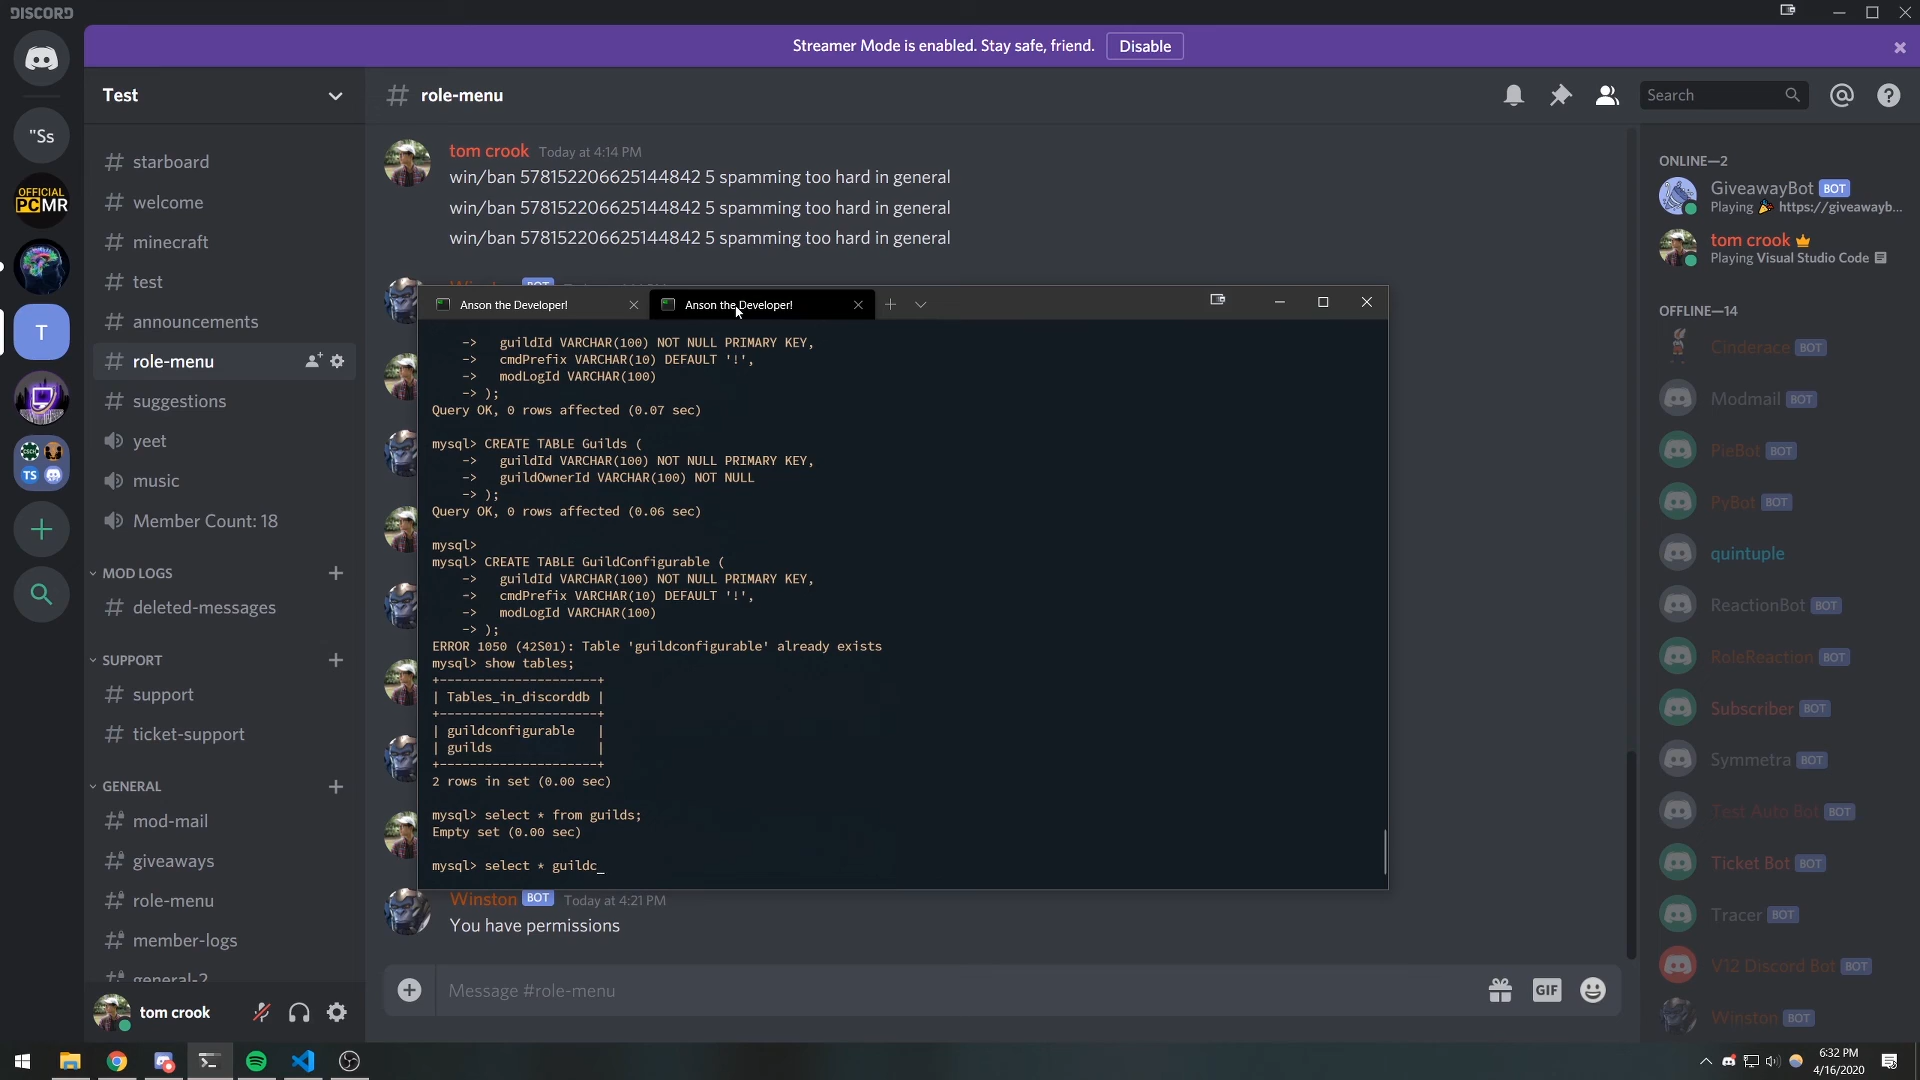 DISCORD
Streamer Mode is enabled. Stay safe, friend.
Disable
"Ss
OFFICIAL
PCMR
T
TS
Test
starboard
welcome
minecraft
test
announcements
role-menu
suggestions
yeet
music
Member Count: 18
MOD LOGS
deleted-messages
SUPPORT
support
ticket-support
GENERAL
mod-mail
giveaways
role-menu
member-logs
general-2
tom crook
# role-menu
Search
tom crook Today at 4:14 PM
win/ban 578152206625144842 5 spamming too hard in general
win/ban 578152206625144842 5 spamming too hard in general
win/ban 578152206625144842 5 spamming too hard in general
Anson the Developer!
Anson the Developer!
-> guildId VARCHAR(100) NOT NULL PRIMARY KEY,
-> cmdPrefix VARCHAR(10) DEFAULT '!',
-> modLogId VARCHAR(100)
-> );
Query OK, 0 rows affected (0.07 sec)
mysql> CREATE TABLE Guilds (
-> guildId VARCHAR(100) NOT NULL PRIMARY KEY,
-> guildOwnerId VARCHAR(100) NOT NULL
-> );
Query OK, 0 rows affected (0.06 sec)
mysql>
mysql> CREATE TABLE GuildConfigurable (
-> guildId VARCHAR(100) NOT NULL PRIMARY KEY,
-> cmdPrefix VARCHAR(10) DEFAULT '!',
-> modLogId VARCHAR(100)
-> );
ERROR 1050 (42S01): Table 'guildconfigurable' already exists
mysql> show tables;
+---------------------+
| Tables_in_discorddb |
+---------------------+
| guildconfigurable |
| guilds |
+---------------------+
2 rows in set (0.00 sec)
mysql> select * from guilds;
Empty set (0.00 sec)
mysql> select * guildc_
Winston BOT Today at 4:21 PM
You have permissions
Message #role-menu
GIF
ONLINE—2
GiveawayBot BOT
Playing 🎉 https://giveawayb...
tom crook
Playing Visual Studio Code
OFFLINE—14
Cinderace BOT
Modmail BOT
PieBot BOT
PyBot BOT
quintuple
ReactionBot BOT
RoleReaction BOT
Subscriber BOT
Symmetra BOT
Test Auto Bot BOT
Ticket Bot BOT
Tracer BOT
V12 Discord Bot BOT
Winston BOT
6:32 PM
4/16/2020